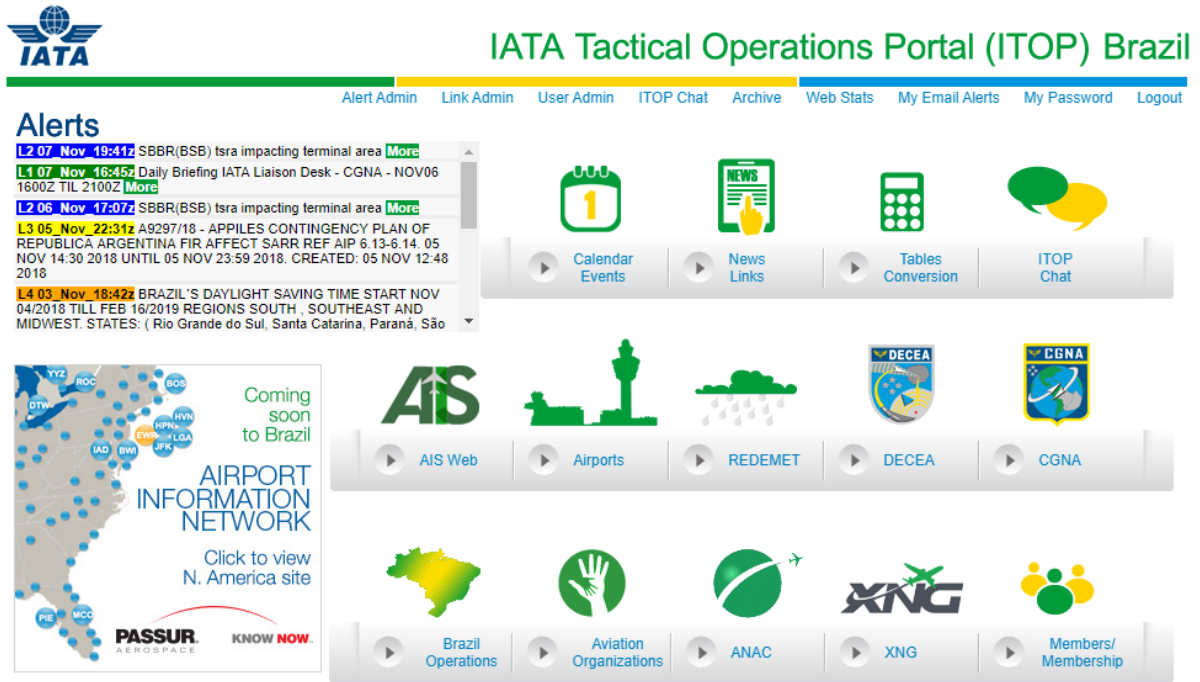 IATA
IATA Tactical Operations Portal (ITOP) Brazil
Alert Admin Link Admin User Admin ITOP Chat Archive Web Stats My Email Alerts My Password Logout
Alerts
L2 07_Nov_19:41z SBBR(BSB) tsra impacting terminal area More
L1 07_Nov_16:45z Daily Briefing IATA Liaison Desk - CGNA - NOV06
1600Z TIL 2100Z More
L2 06_Nov_17:07z SBBR(BSB) tsra impacting terminal area More
L3 05_Nov_22:31z A9297/18 - APPILES CONTINGENCY PLAN OF
REPUBLICA ARGENTINA FIR AFFECT SARR REF AIP 6.13-6.14. 05
NOV 14:30 2018 UNTIL 05 NOV 23:59 2018. CREATED: 05 NOV 12:48
2018
L4 03_Nov_18:42z BRAZIL´S DAYLIGHT SAVING TIME START NOV
04/2018 TILL FEB 16/2019 REGIONS SOUTH , SOUTHEAST AND
MIDWEST. STATES: ( Rio Grande do Sul, Santa Catarina, Paraná, São
1
NEWS
Calendar
Events
News
Links
Tables
Conversion
ITOP
Chat
YYZ
ROC
BOS
DTW
HVN
HPN
EWR
LGA
JFK
IAD
BWI
PIE
MCO
Coming
soon
to Brazil
AIRPORT
INFORMATION
NETWORK
Click to view
N. America site
PASSUR.
AEROSPACE
KNOW NOW.
AIS
DECEA
CGNA
AIS Web
Airports
REDEMET
DECEA
CGNA
XNG
Brazil
Operations
Aviation
Organizations
ANAC
XNG
Members/
Membership